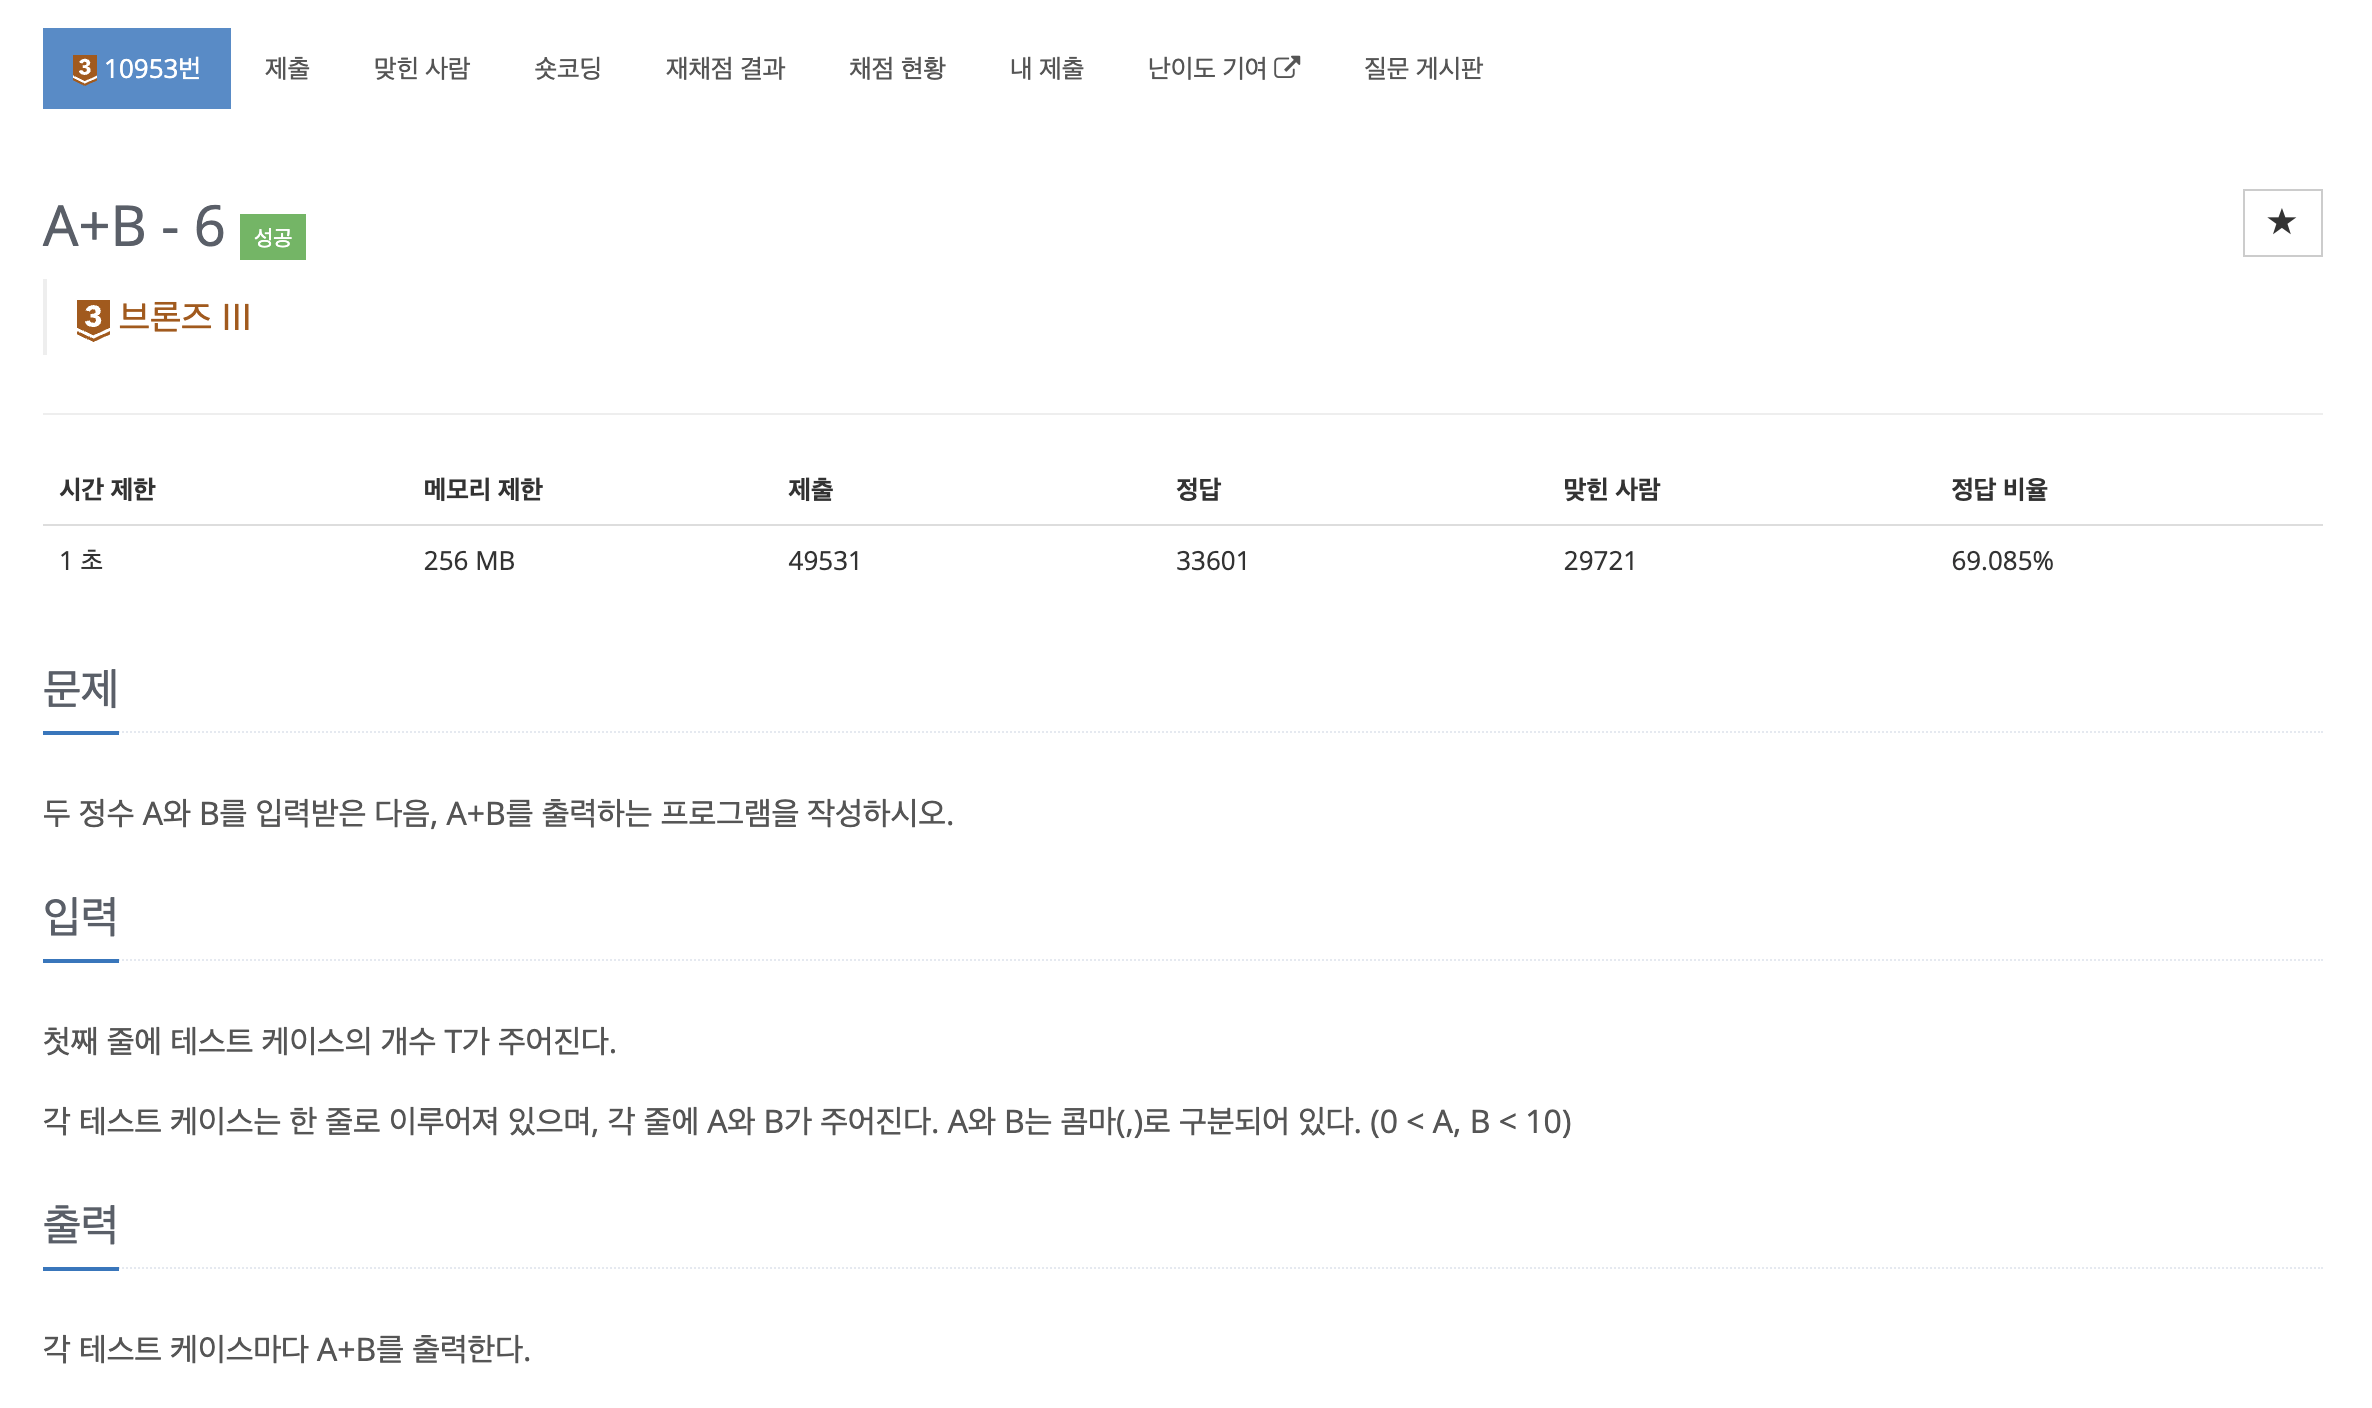 3 10953번 제출 맞힌 사람 숏코딩 재채점 결과 채점 현황 내 제출 난이도 기여 질문 게시판
A+B - 6 성공
★
3 브론즈 III
시간 제한 메모리 제한 제출 정답 맞힌 사람 정답 비율
1 초 256 MB 49531 33601 29721 69.085%
문제
두 정수 A와 B를 입력받은 다음, A+B를 출력하는 프로그램을 작성하시오.
입력
첫째 줄에 테스트 케이스의 개수 T가 주어진다.
각 테스트 케이스는 한 줄로 이루어져 있으며, 각 줄에 A와 B가 주어진다. A와 B는 콤마(,)로 구분되어 있다. (0 < A, B < 10)
출력
각 테스트 케이스마다 A+B를 출력한다.